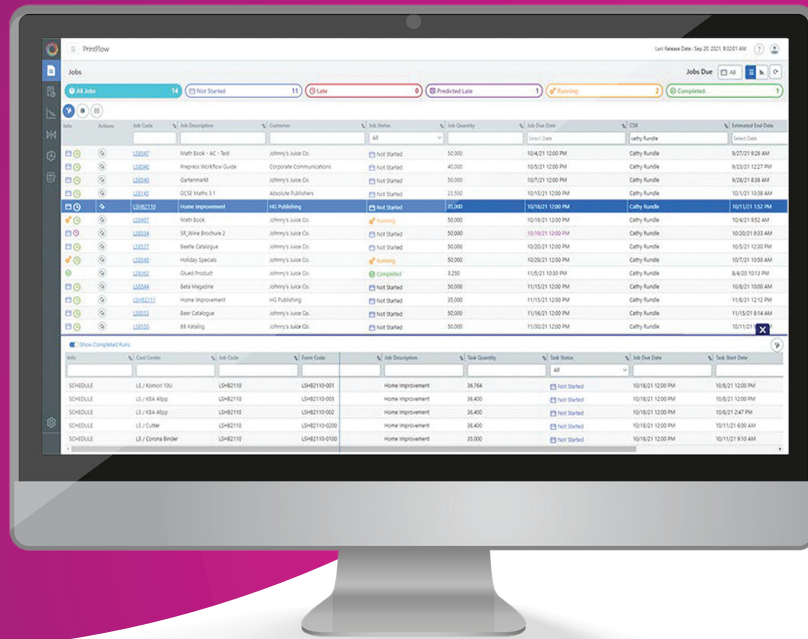 PrintFlow Last Release Date : Sep 20, 2021, 9:32:01 AM
Jobs Jobs Due All
All Jobs 14 Not Started 11 Late 0 Predicted Late 1 Running 2 Completed 1
Info Actions Job Code Job Description Customer Job Status Job Quantity Job Due Date CSR Estimated End Date
All Select Date cathy Rundle Select Date
Math Book - AC - Test Johnny's Juice Co. Not Started 50,000 10/4/21 12:00 PM Cathy Rundle 9/27/21 9:28 AM
Prepress Workflow Guide Corporate Communications Not Started 40,000 10/5/21 12:00 PM Cathy Rundle 9/23/21 12:27 PM
Gartenmarkt Johnny's Juice Co. Not Started 50,000 10/7/21 12:00 PM Cathy Rundle 9/28/21 8:38 AM
GCSE Maths 3.1 Absolute Publishers Not Started 23,500 10/15/21 12:00 PM Cathy Rundle 10/1/21 10:38 AM
LSH82110 Home Improvement HG Publishing Not Started 35,000 10/18/21 12:00 PM Cathy Rundle 10/11/21 1:52 PM
Math Book Johnny's Juice Co. Running 50,000 10/19/21 12:00 PM Cathy Rundle 10/4/21 9:52 AM
LS8534 SR_Wine Brochure 2 Johnny's Juice Co. Not Started 50,000 10/19/21 12:00 PM Cathy Rundle 10/20/21 9:33 AM
Beetle Catalogue Johnny's Juice Co. Not Started 50,000 10/20/21 12:00 PM Cathy Rundle 10/5/21 12:30 PM
LS8549 Holiday Specials Johnny's Juice Co. Running 50,000 10/29/21 12:00 PM Cathy Rundle 10/7/21 10:50 AM
Glued Product Johnny's Juice Co. Completed 3,250 11/5/21 10:30 PM Cathy Rundle 8/4/20 10:13 PM
LS8544 Beta Magazine Johnny's Juice Co. Not Started 50,000 11/15/21 12:00 PM Cathy Rundle 10/8/21 10:00 AM
LSH82111 Home Improvement HG Publishing Not Started 35,000 11/15/21 12:00 PM Cathy Rundle 11/6/21 12:12 PM
Beer Catalogue Johnny's Juice Co. Not Started 50,000 11/16/21 12:00 PM Cathy Rundle 11/15/21 8:14 AM
LS8550 BB Katalog Johnny's Juice Co. Not Started 50,000 11/30/21 12:00 PM Cathy Rundle 10/11/21
X
Show Completed Runs
Info Cost Center Job Code Form Code Job Description Task Quantity Task Status Job Due Date Task Start Date
All
SCHEDULE LS / Komori 10U LSH82110 LSH82110-001 Home Improvement 36,764 Not Started 10/18/21 12:00 PM 10/8/21 12:00 PM
SCHEDULE LS / KBA 46pp LSH82110 LSH82110-003 Home Improvement 36,400 Not Started 10/18/21 12:00 PM 10/8/21 12:00 PM
SCHEDULE LS / KBA 46pp LSH82110 LSH82110-002 Home Improvement 36,400 Not Started 10/18/21 12:00 PM 10/8/21 2:47 PM
SCHEDULE LS / Cutter LSH82110 LSH82110-0200 Home Improvement 36,400 Not Started 10/18/21 12:00 PM 10/11/21 6:00 AM
SCHEDULE LS / Corona Binder LSH82110 LSH82110-0100 Home Improvement 35,000 Not Started 10/18/21 12:00 PM 10/11/21 9:10 AM